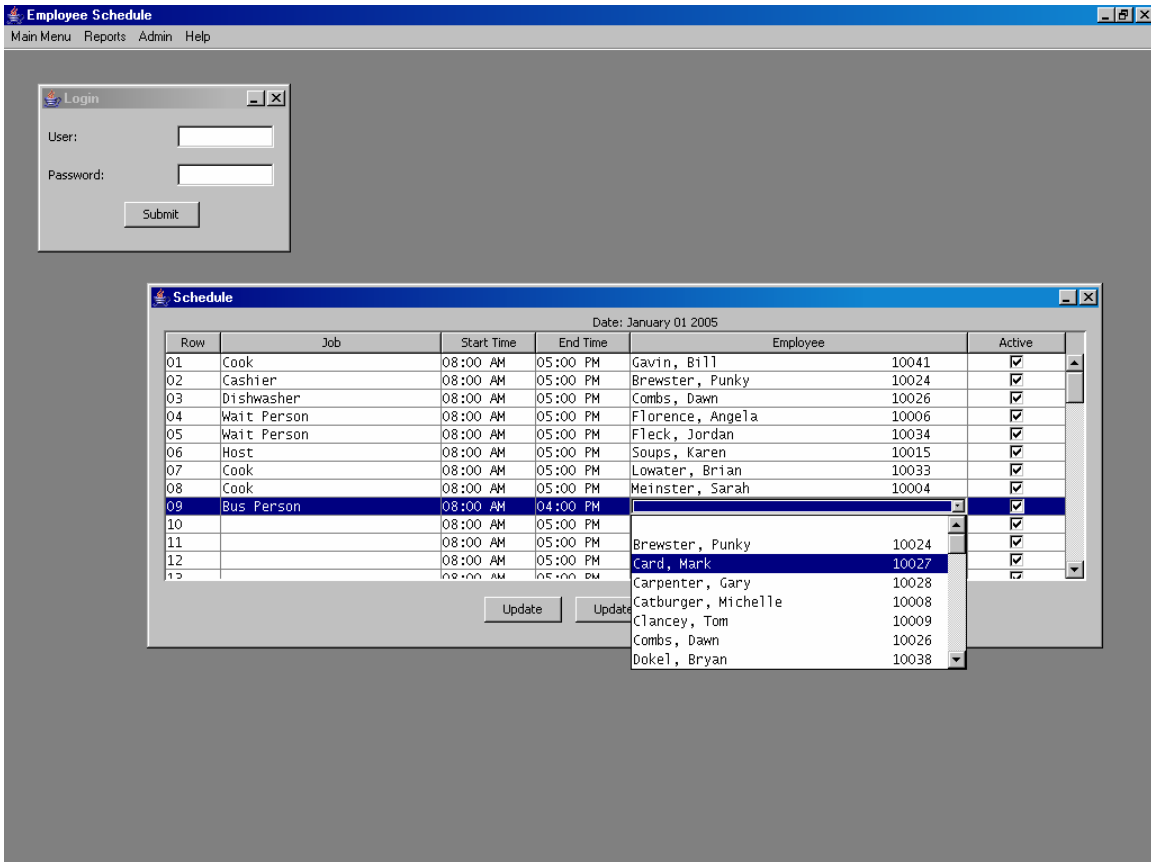 Employee Schedule
Main Menu Reports Admin Help
Login
User:
Password:
Submit
Schedule
Date: January 01 2005
Row Job Start Time End Time Employee Active
01 Cook 08:00 AM 05:00 PM Gavin, Bill 10041
02 Cashier 08:00 AM 05:00 PM Brewster, Punky 10024
03 Dishwasher 08:00 AM 05:00 PM Combs, Dawn 10026
04 Wait Person 08:00 AM 05:00 PM Florence, Angela 10006
05 Wait Person 08:00 AM 05:00 PM Fleck, Jordan 10034
06 Host 08:00 AM 05:00 PM Soups, Karen 10015
07 Cook 08:00 AM 05:00 PM Lowater, Brian 10033
08 Cook 08:00 AM 05:00 PM Meinster, Sarah 10004
09 Bus Person 08:00 AM 04:00 PM
10 08:00 AM 05:00 PM
11 08:00 AM 05:00 PM
12 08:00 AM 05:00 PM
13 08:00 AM 05:00 PM
Brewster, Punky 10024
Card, Mark 10027
Carpenter, Gary 10028
Catburger, Michelle 10008
Clancey, Tom 10009
Combs, Dawn 10026
Dokel, Bryan 10038
Update Update